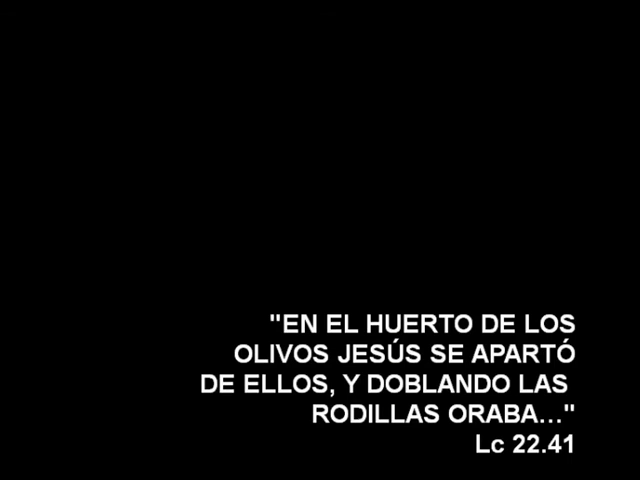 "EN EL HUERTO DE LOS
OLIVOS JESÚS SE APARTÓ
DE ELLOS, Y DOBLANDO LAS
RODILLAS ORABA..."
Lc 22.41